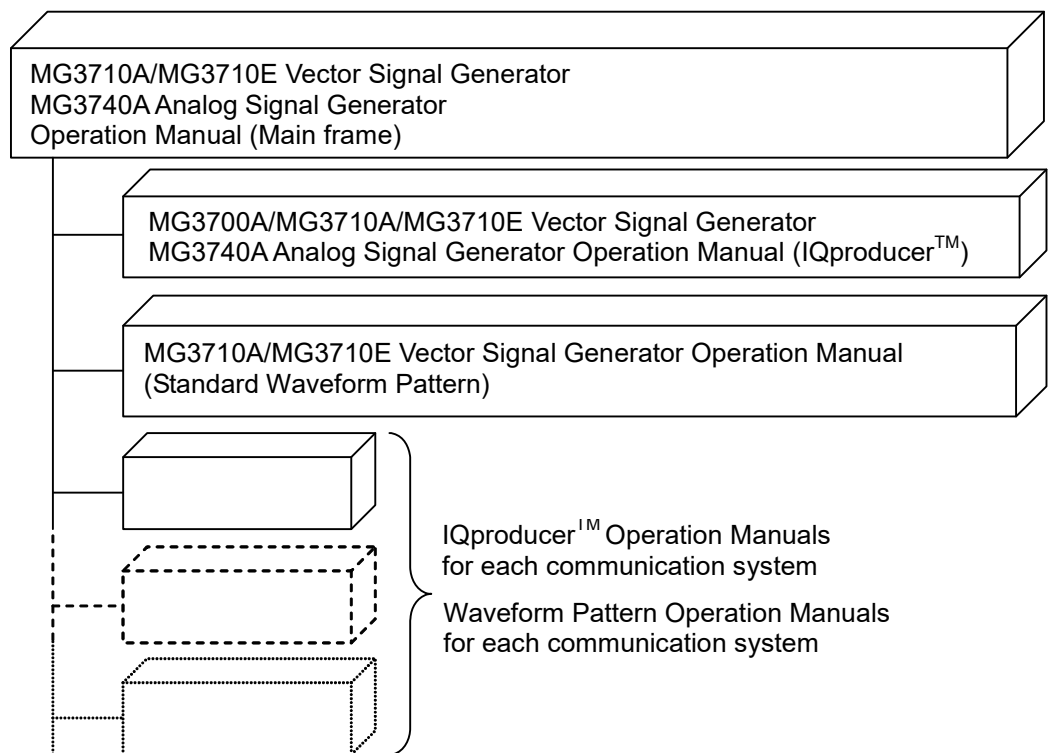 MG3710A/MG3710E Vector Signal Generator
MG3740A Analog Signal Generator
Operation Manual (Main frame)
MG3700A/MG3710A/MG3710E Vector Signal Generator
MG3740A Analog Signal Generator Operation Manual (IQproducer™)
MG3710A/MG3710E Vector Signal Generator Operation Manual
(Standard Waveform Pattern)
IQproducer™ Operation Manuals
for each communication system
Waveform Pattern Operation Manuals
for each communication system